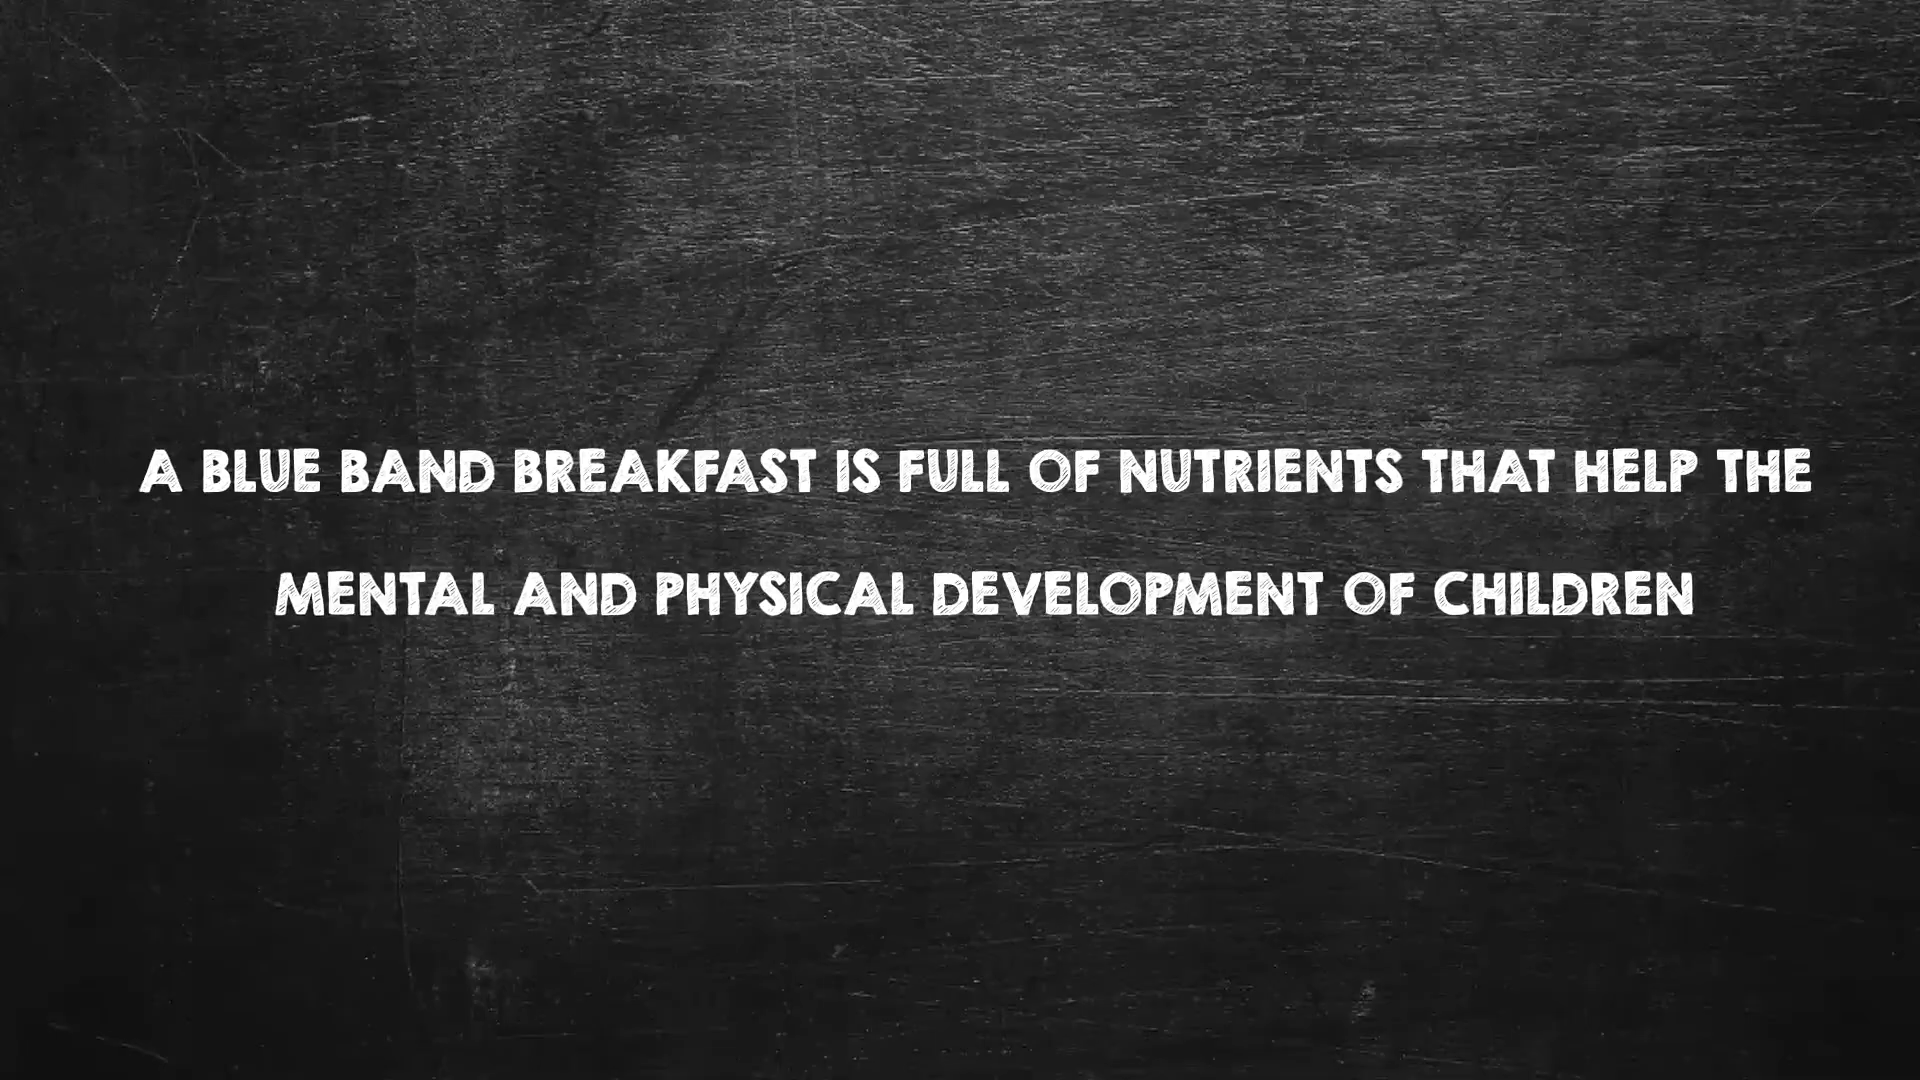 A BLUE BAND BREAKFAST IS FULL OF NUTRIENTS THAT HELP THE
MENTAL AND PHYSICAL DEVELOPMENT OF CHILDREN